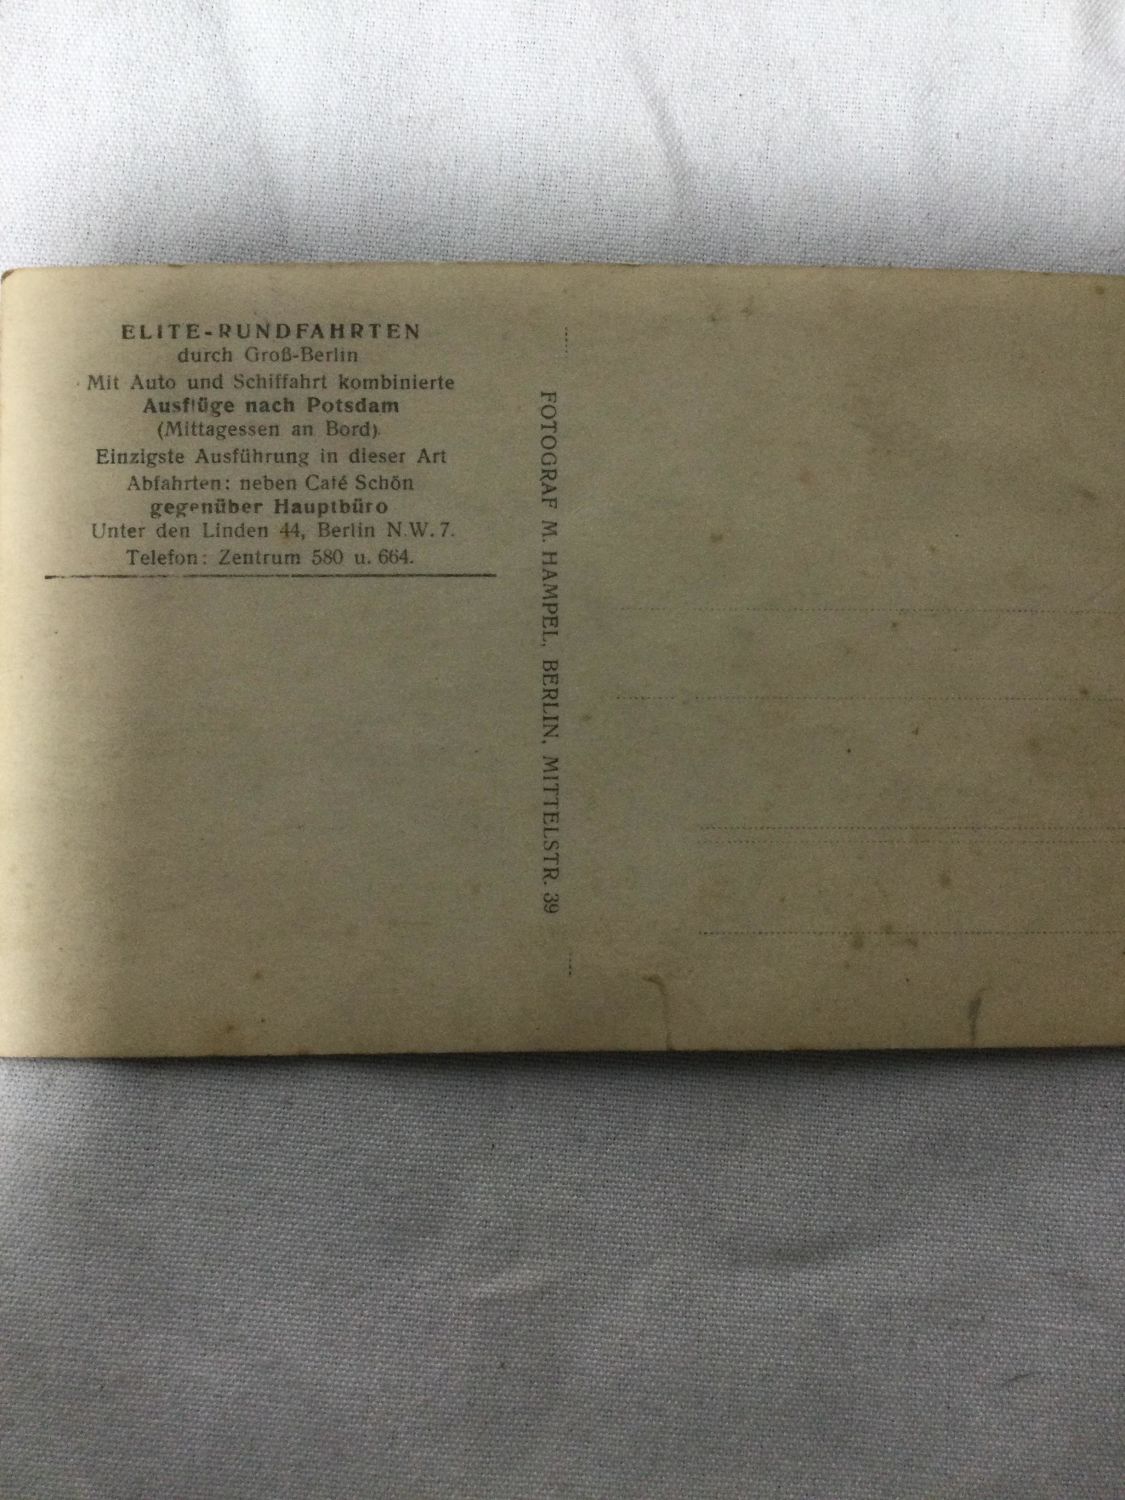 ELITE-RUNDFAHRTEN
durch Groß-Berlin
Mit Auto und Schiffahrt kombinierte
Ausflüge nach Potsdam
(Mittagessen an Bord)
Einzigste Ausführung in dieser Art
Abfahrten: neben Café Schön
gegenüber Hauptbüro
Unter den Linden 44, Berlin N.W.7.
Telefon: Zentrum 580 u. 664.
FOTOGRAF M. HAMPEL, BERLIN, MITTELSTR. 39